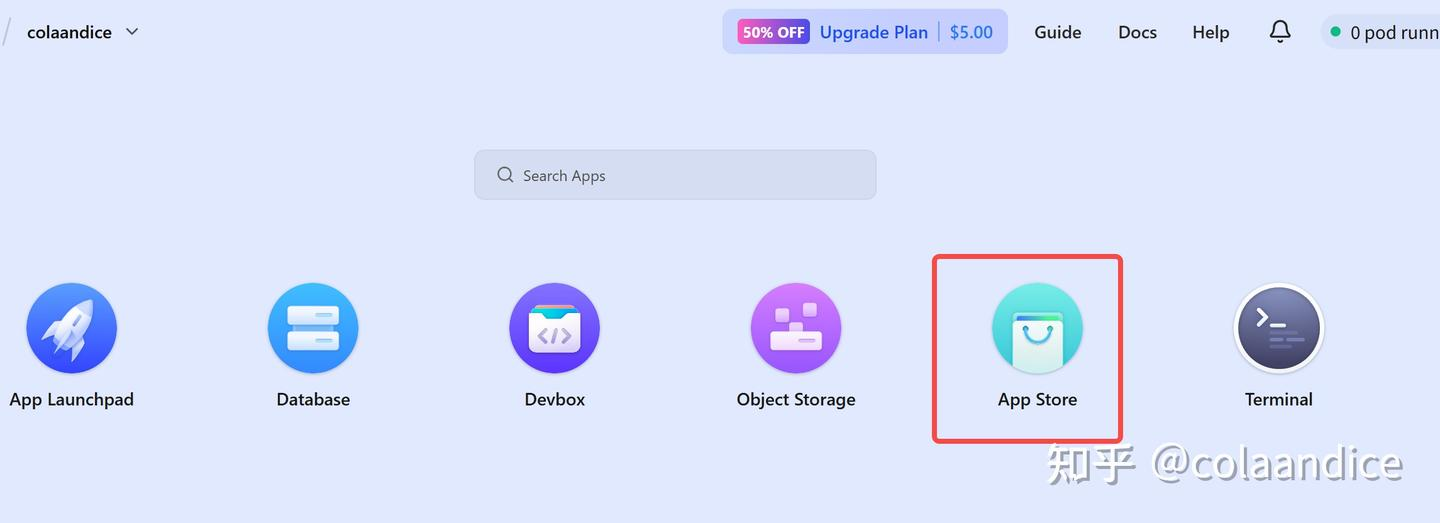 / colaandice
50% OFF Upgrade Plan | $5.00 Guide Docs Help 0 pod runn
Search Apps
App Launchpad Database Devbox Object Storage App Store Terminal
知乎 @colaandice